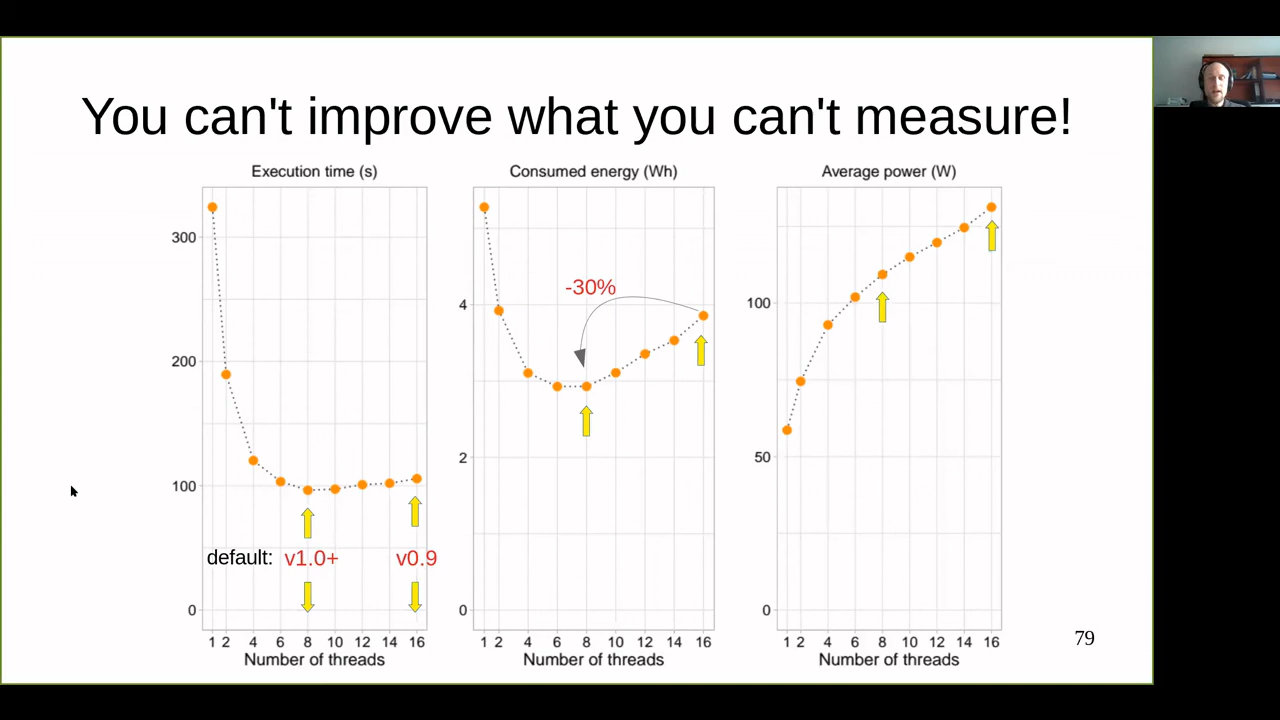 You can't improve what you can't measure!
Execution time (s)
300
200
100
0
default: v1.0+ v0.9
1 2 4 6 8 10 12 14 16
Number of threads
Consumed energy (Wh)
-30%
4
2
0
1 2 4 6 8 10 12 14 16
Number of threads
Average power (W)
100
50
0
1 2 4 6 8 10 12 14 16
Number of threads
79